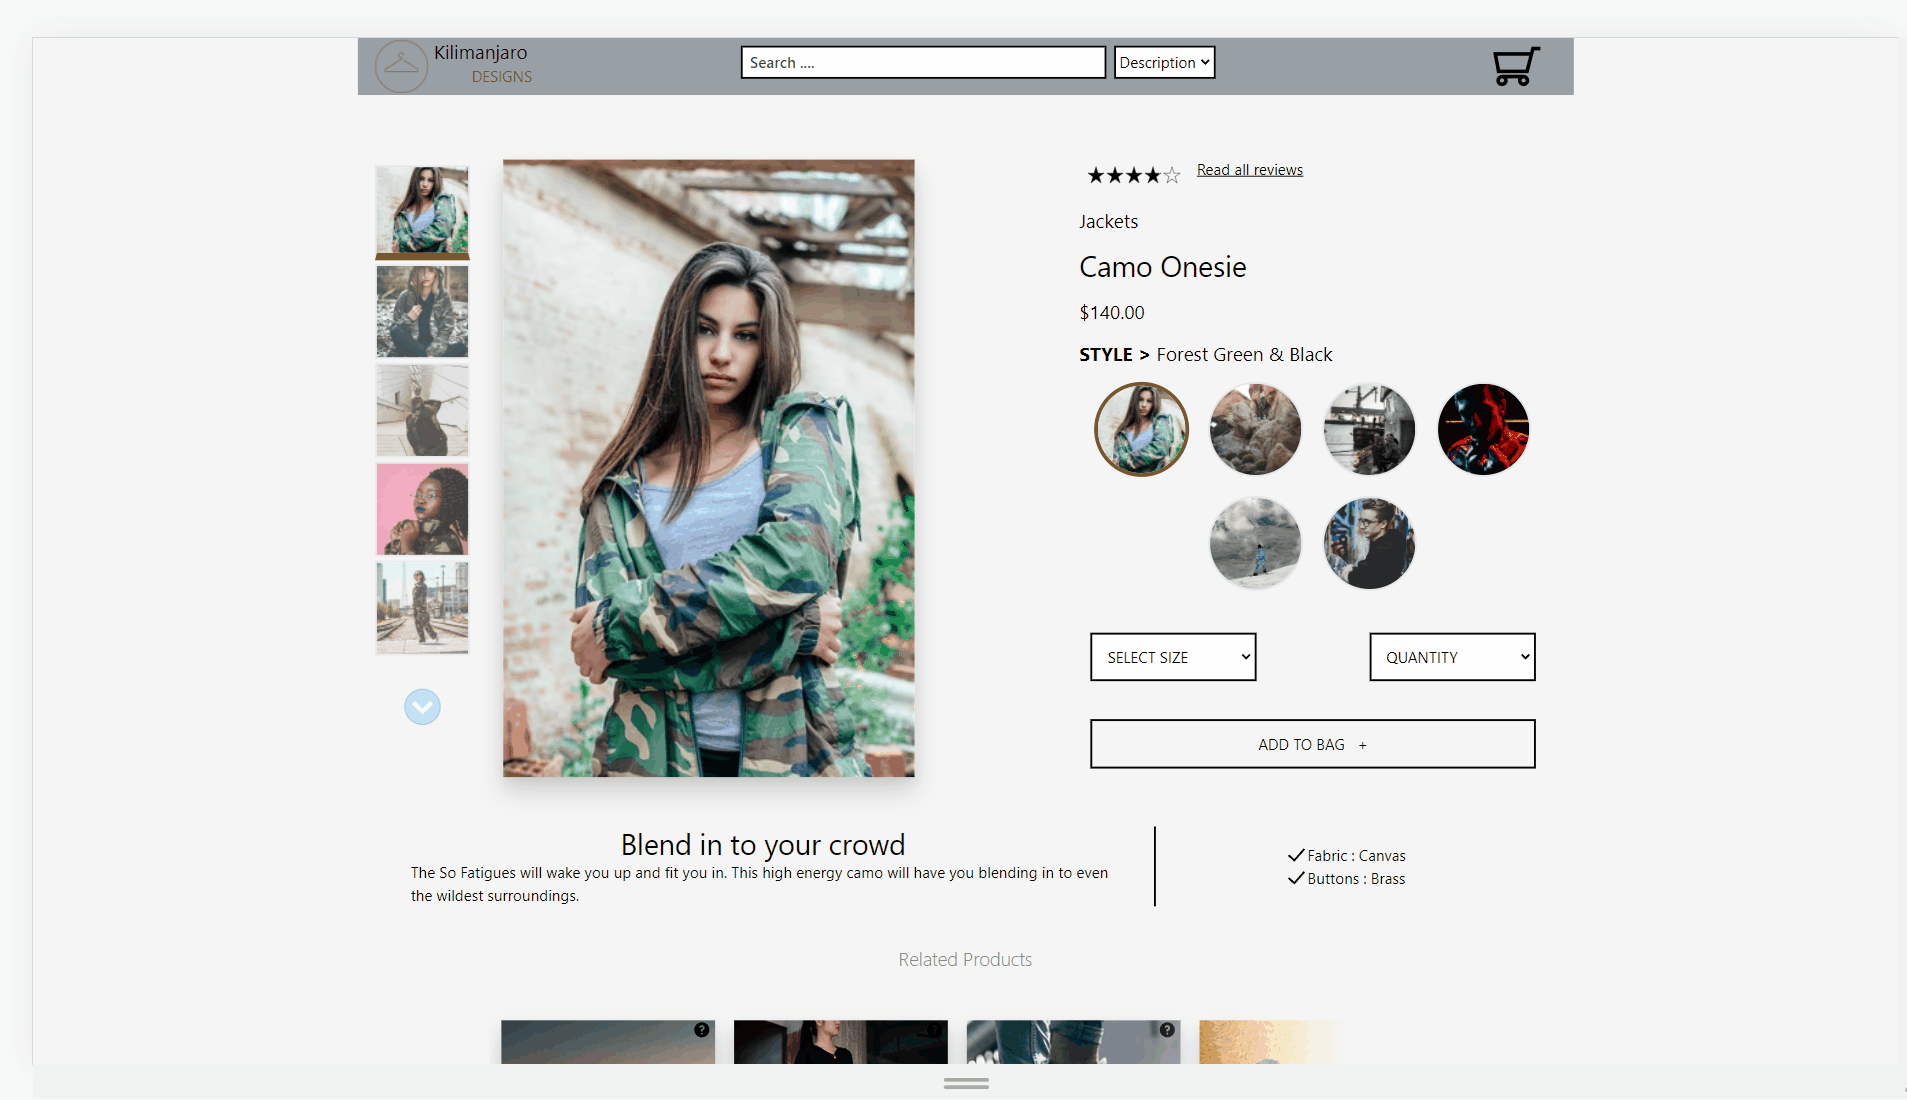 Kilimanjaro
DESIGNS
Search ....
Description
Read all reviews
Jackets
Camo Onesie
$140.00
STYLE > Forest Green & Black
SELECT SIZE
QUANTITY
ADD TO BAG +
Blend in to your crowd
The So Fatigues will wake you up and fit you in. This high energy camo will have you blending in to even
the wildest surroundings.
Fabric : Canvas
Buttons : Brass
Related Products
?
?
?